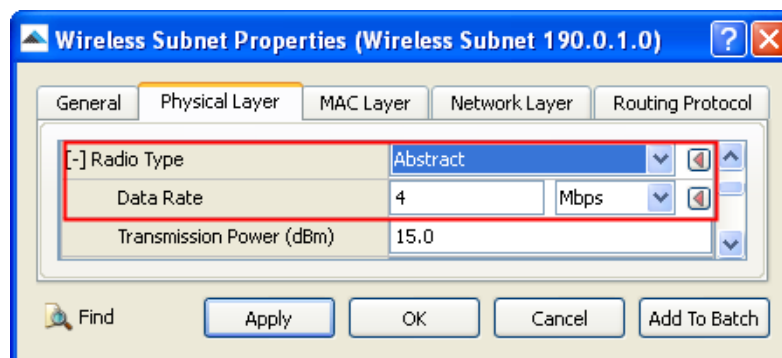 Wireless Subnet Properties (Wireless Subnet 190.0.1.0)
General Physical Layer MAC Layer Network Layer Routing Protocol
[-] Radio Type Abstract
Data Rate 4 Mbps
Transmission Power (dBm) 15.0
Find Apply OK Cancel Add To Batch